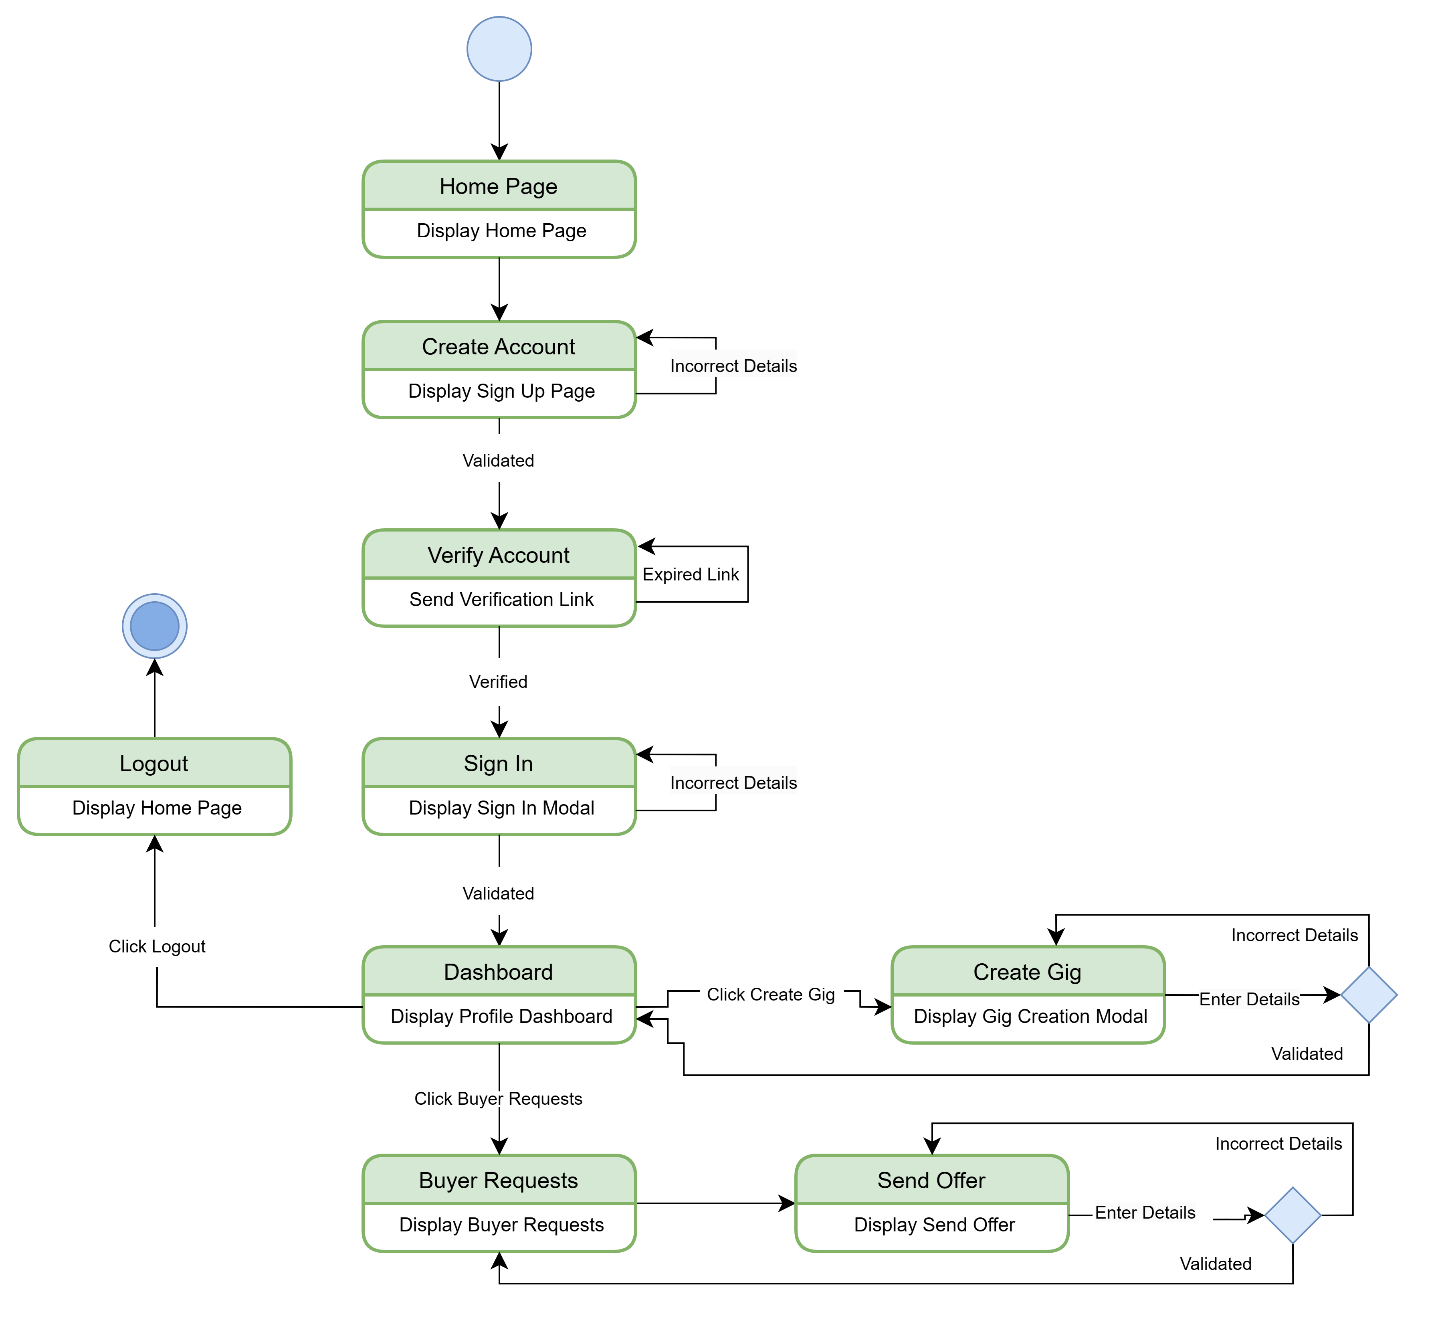 Home Page
Display Home Page
Create Account
Display Sign Up Page
Incorrect Details
Validated
Verify Account
Send Verification Link
Expired Link
Verified
Sign In
Display Sign In Modal
Incorrect Details
Logout
Display Home Page
Validated
Click Logout
Dashboard
Display Profile Dashboard
Click Create Gig
Create Gig
Display Gig Creation Modal
Enter Details
Incorrect Details
Validated
Click Buyer Requests
Buyer Requests
Display Buyer Requests
Send Offer
Display Send Offer
Enter Details
Incorrect Details
Validated